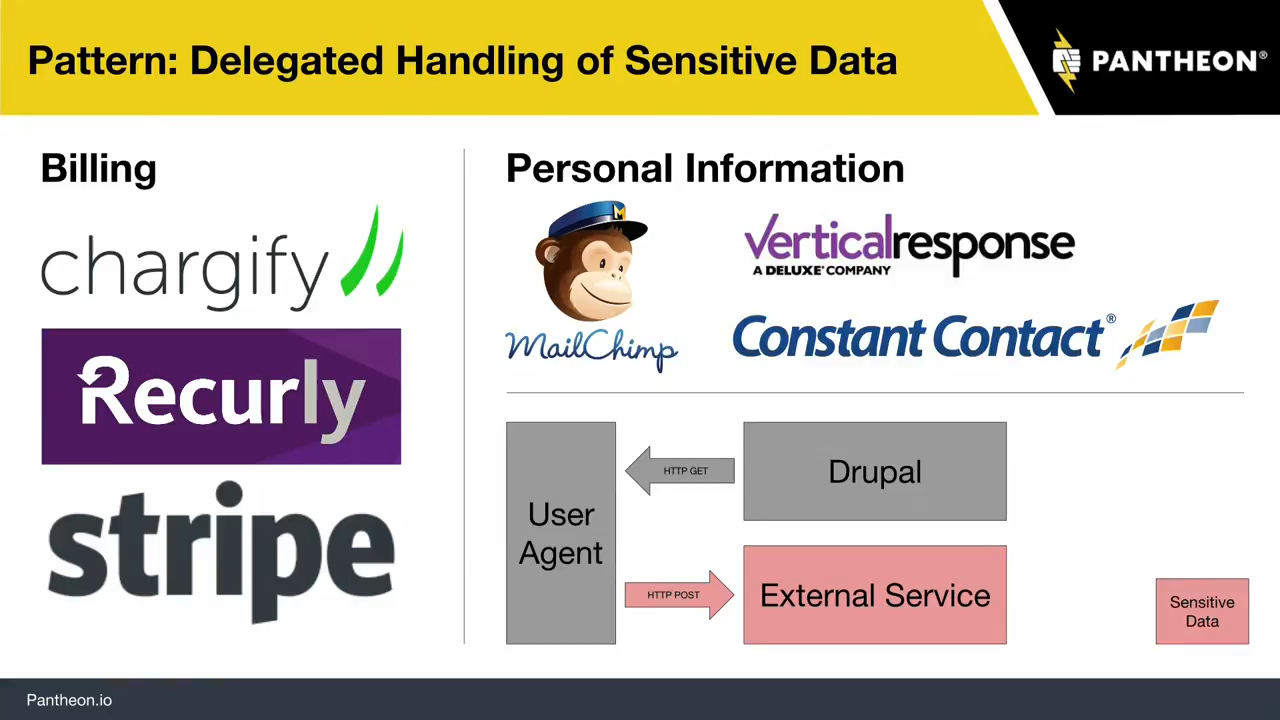 Pattern: Delegated Handling of Sensitive Data
PANTHEON®
Billing
chargify
Recurly
stripe
Personal Information
M
MailChimp
verticalresponse
A DELUXE® COMPANY
Constant Contact®
User
Agent
HTTP GET
Drupal
HTTP POST
External Service
Sensitive
Data
Pantheon.io